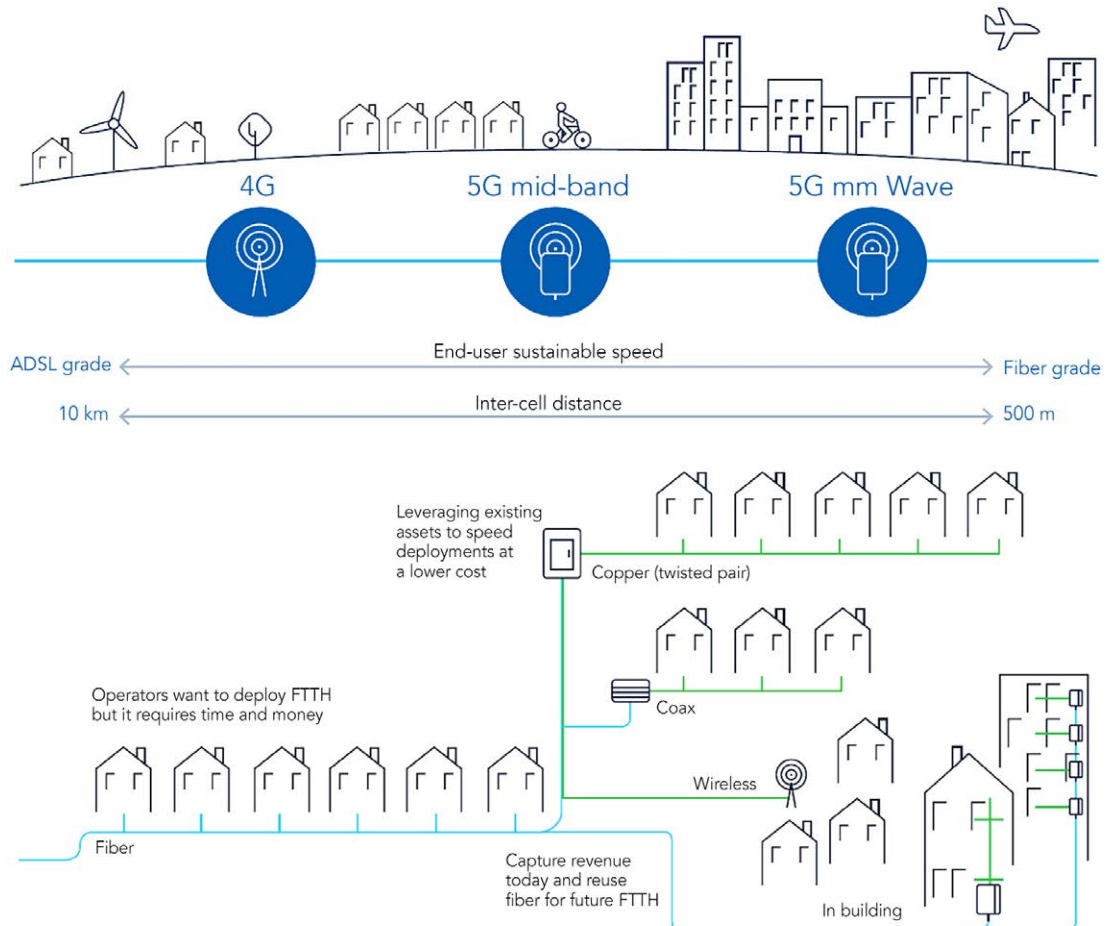 4G
5G mid-band
5G mm Wave
End-user sustainable speed
ADSL grade
Fiber grade
Inter-cell distance
10 km
500 m
Leveraging existing
assets to speed
deployments at
a lower cost
Copper (twisted pair)
Operators want to deploy FTTH
but it requires time and money
Coax
Wireless
Fiber
Capture revenue
today and reuse
fiber for future FTTH
In building